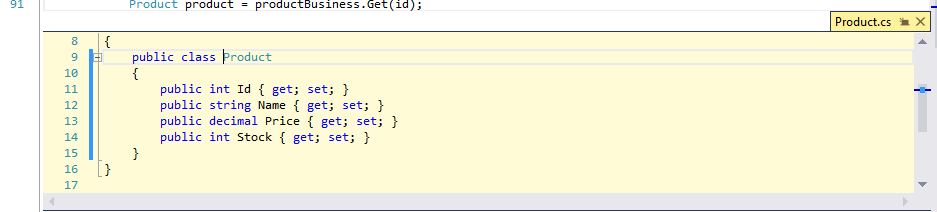 91 Product product = productBusiness.Get(id);
Product.cs
8 {
9 public class Product
10 {
11 public int Id { get; set; }
12 public string Name { get; set; }
13 public decimal Price { get; set; }
14 public int Stock { get; set; }
15 }
16 }
17